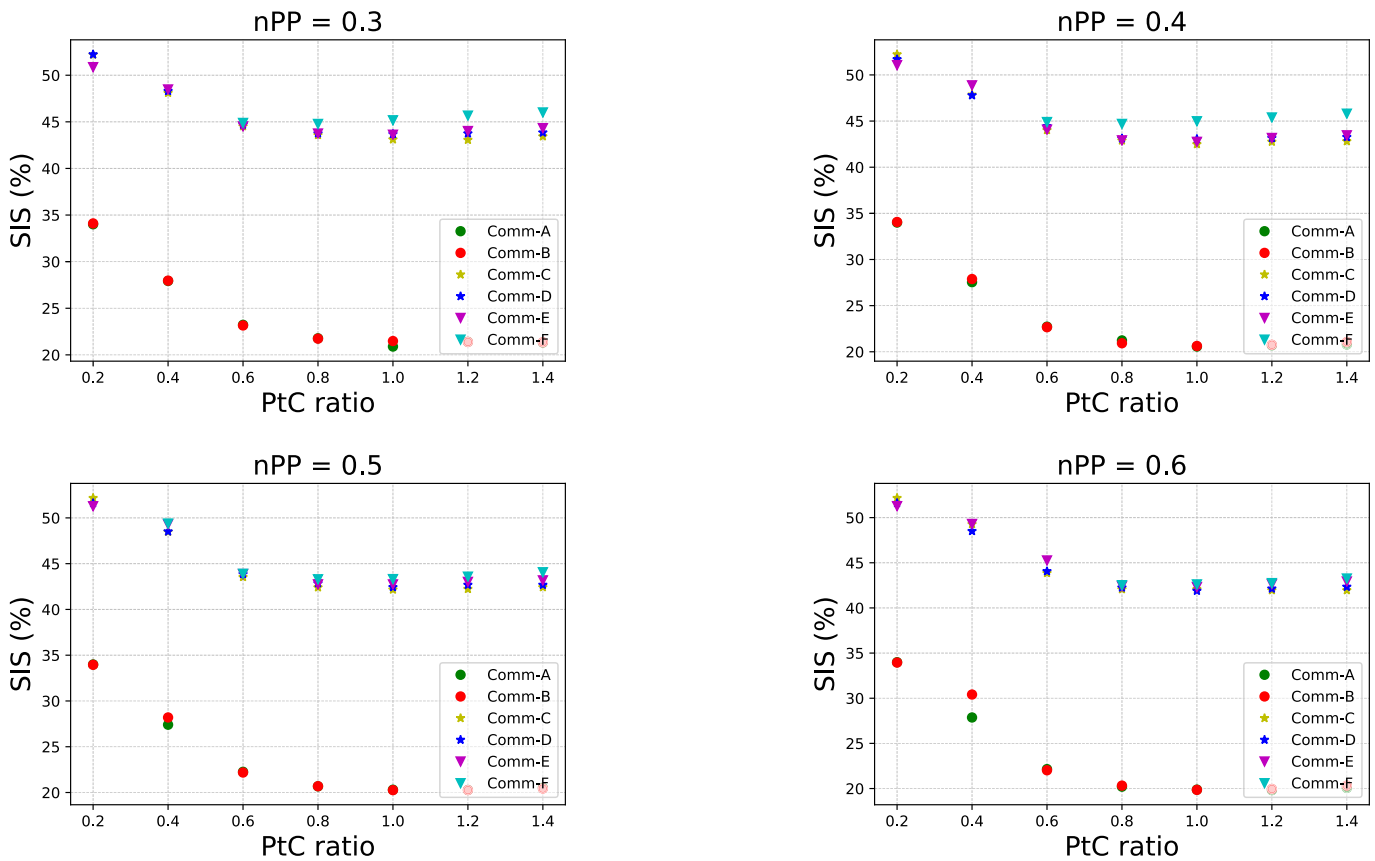 nPP = 0.3
50
45
40
35
30
25
20
SIS (%)
0.2 0.4 0.6 0.8 1.0 1.2 1.4
PtC ratio
Comm-A
Comm-B
Comm-C
Comm-D
Comm-E
Comm-F
nPP = 0.4
50
45
40
35
30
25
20
SIS (%)
0.2 0.4 0.6 0.8 1.0 1.2 1.4
PtC ratio
Comm-A
Comm-B
Comm-C
Comm-D
Comm-E
Comm-F
nPP = 0.5
50
45
40
35
30
25
20
SIS (%)
0.2 0.4 0.6 0.8 1.0 1.2 1.4
PtC ratio
Comm-A
Comm-B
Comm-C
Comm-D
Comm-E
Comm-F
nPP = 0.6
50
45
40
35
30
25
20
SIS (%)
0.2 0.4 0.6 0.8 1.0 1.2 1.4
PtC ratio
Comm-A
Comm-B
Comm-C
Comm-D
Comm-E
Comm-F